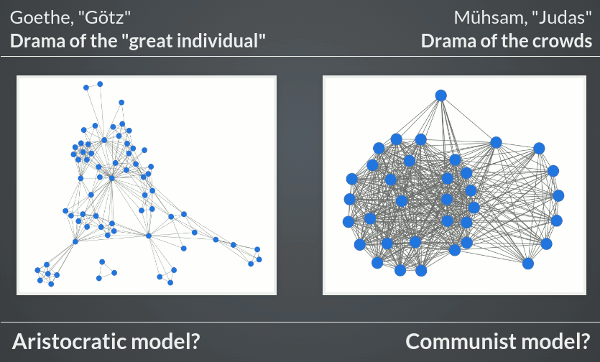 Goethe, "Götz"
Drama of the "great individual"
Mühsam, "Judas"
Drama of the crowds
Aristocratic model?
Communist model?